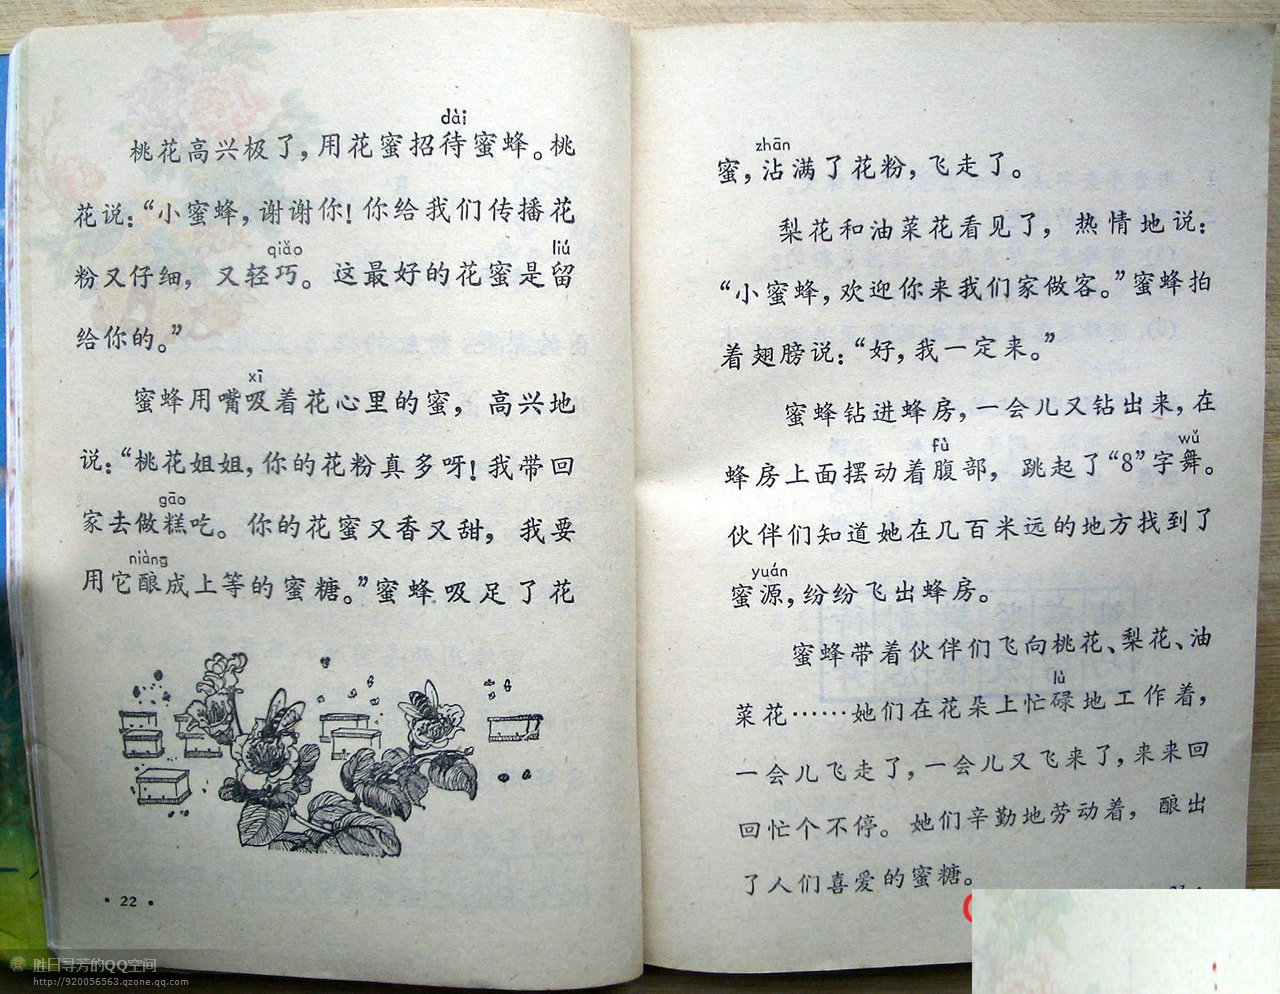 dài
桃花高兴极了，用花蜜招待蜜蜂。桃
花说：“小蜜蜂，谢谢你！你给我们传播花
qiǎo liú
粉又仔细，又轻巧。这最好的花蜜是留
给你的。”
xī
蜜蜂用嘴吸着花心里的蜜，高兴地
说：“桃花姐姐，你的花粉真多呀！我带回
gāo
家去做糕吃。你的花蜜又香又甜，我要
niàng
用它酿成上等的蜜糖。”蜜蜂吸足了花
· 22 ·
zhān
蜜，沾满了花粉，飞走了。
梨花和油菜花看见了，热情地说：
“小蜜蜂，欢迎你来我们家做客。”蜜蜂拍
着翅膀说：“好，我一定来。”
蜜蜂钻进蜂房，一会儿又钻出来，在
fù wǔ
蜂房上面摆动着腹部，跳起了“8”字舞。
伙伴们知道她在几百米远的地方找到了
yuán
蜜源，纷纷飞出蜂房。
蜜蜂带着伙伴们飞向桃花、梨花、油
lù
菜花……她们在花朵上忙碌地工作着，
一会儿飞走了，一会儿又飞来了，来来回
回忙个不停。她们辛勤地劳动着，酿出
了人们喜爱的蜜糖。
胜日寻芳的QQ空间
http://920056563.qzone.qq.com